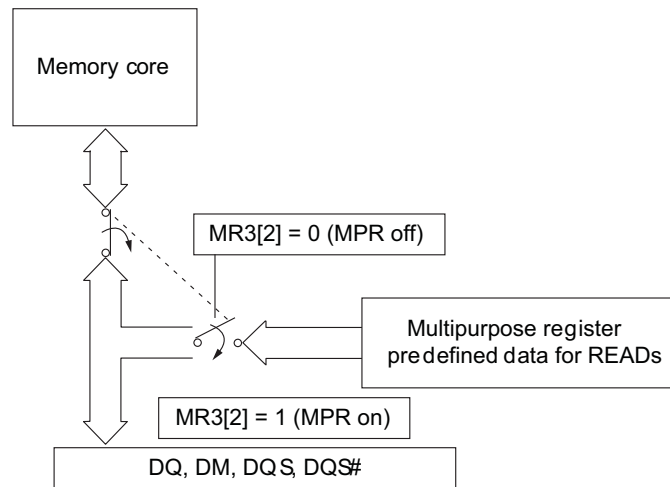 Memory core
MR3[2] = 0 (MPR off)
Multipurpose register
predefined data for READs
MR3[2] = 1 (MPR on)
DQ, DM, DQS, DQS#